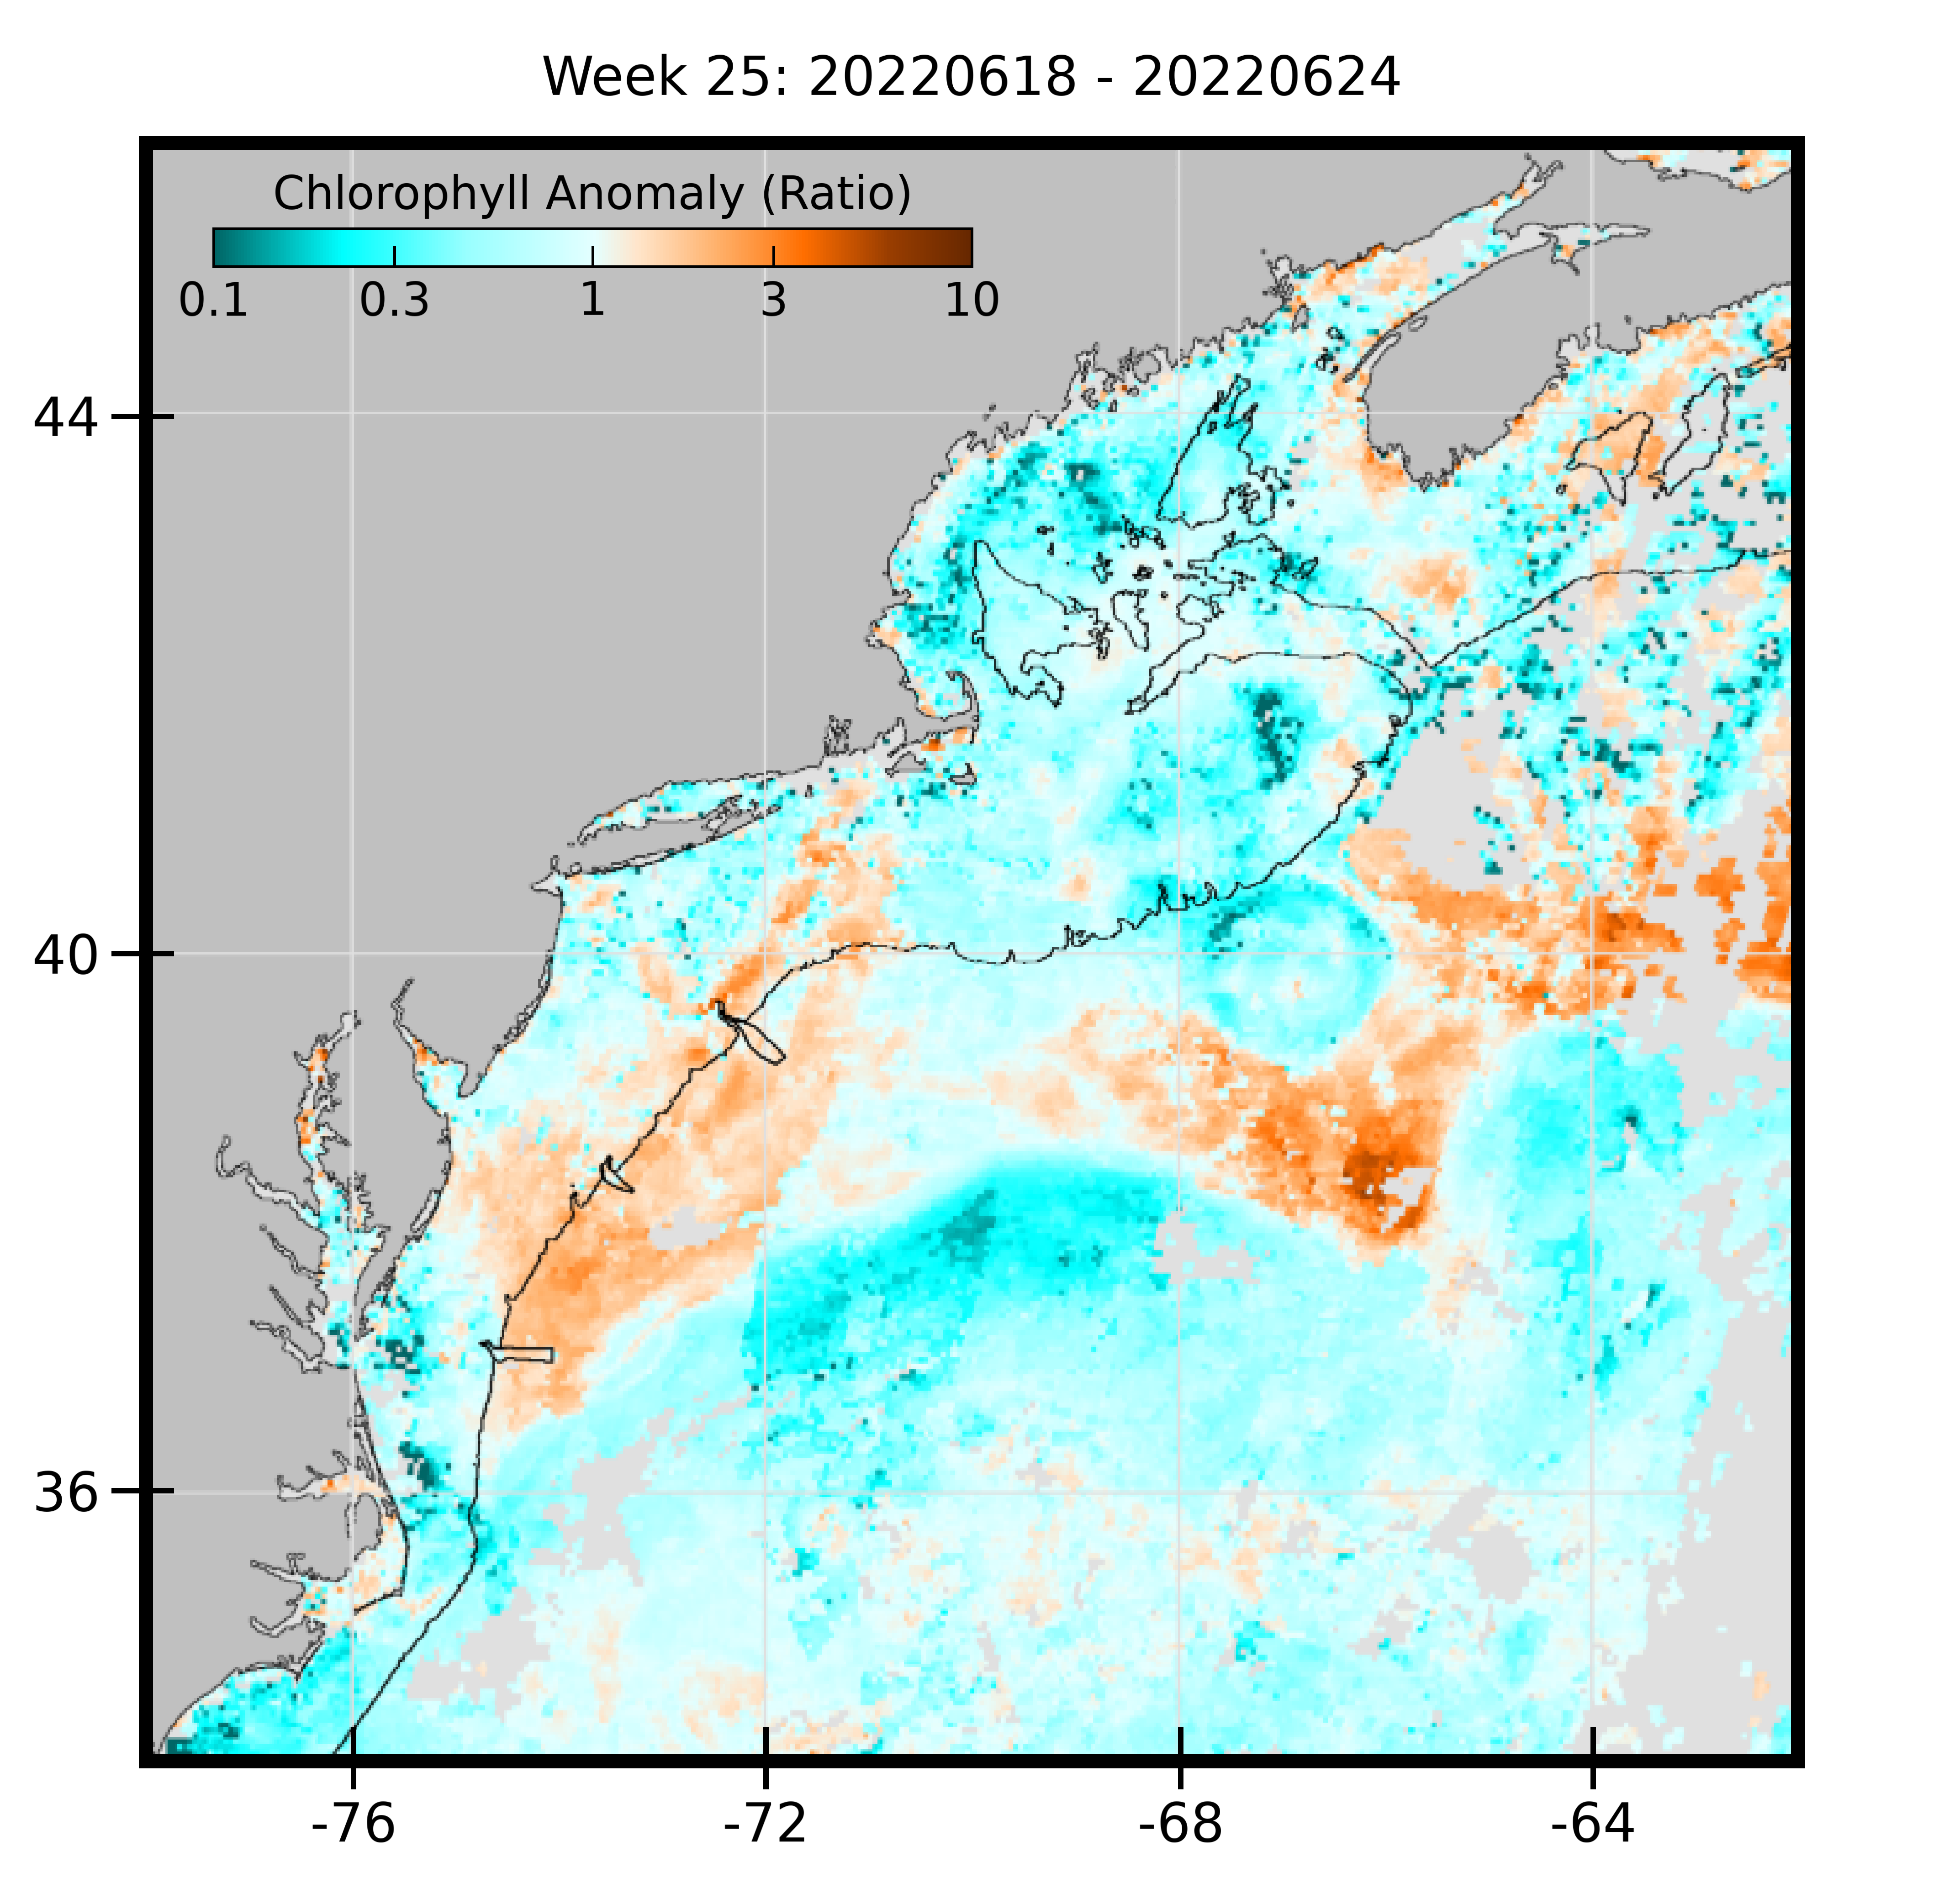 Week 25: 20220618 - 20220624
Chlorophyll Anomaly (Ratio)
0.1 0.3 1 3 10
44
40
36
-76 -72 -68 -64